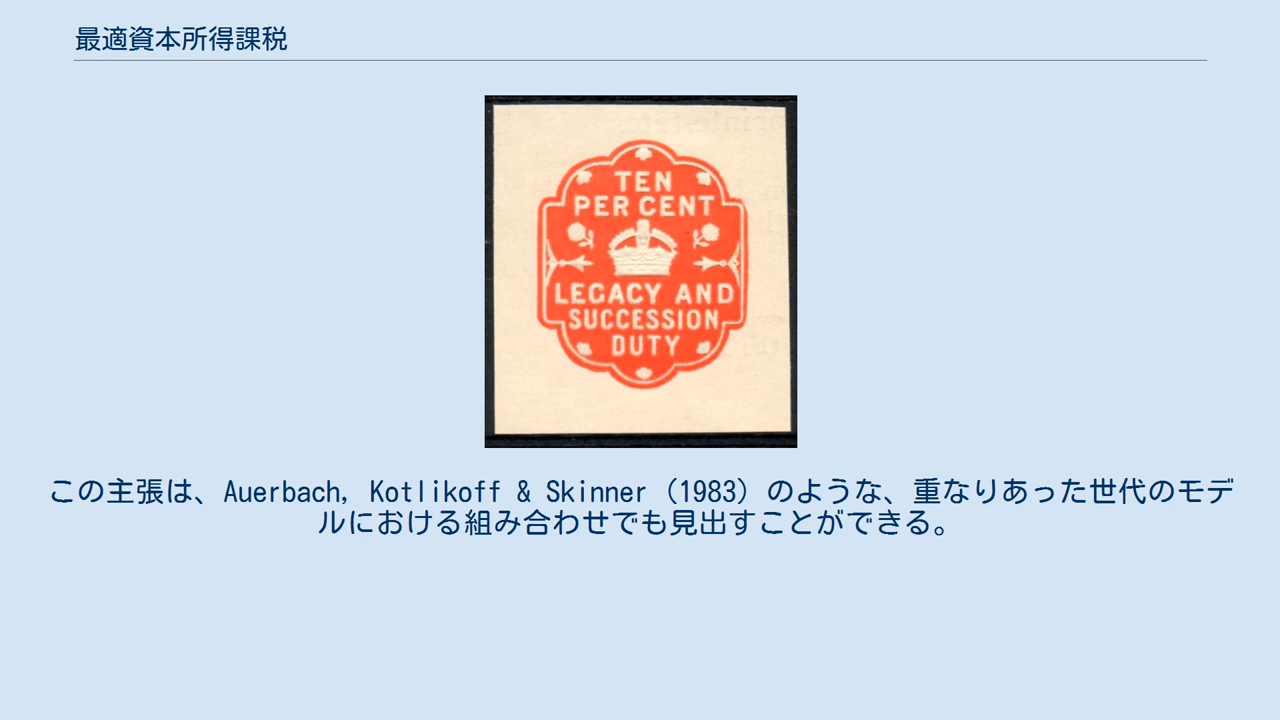 最適資本所得課税
TEN
PER CENT
LEGACY AND
SUCCESSION
DUTY
この主張は、Auerbach, Kotlikoff & Skinner (1983) のような、重なりあった世代のモデ
ルにおける組み合わせでも見出すことができる。